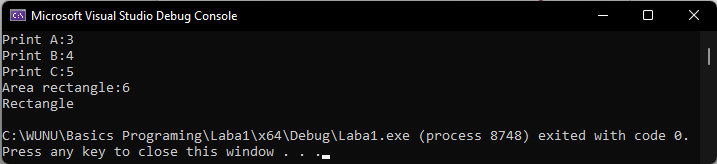 Microsoft Visual Studio Debug Console
Print A:3
Print B:4
Print C:5
Area rectangle:6
Rectangle
C:\WUNU\Basics Programing\Laba1\x64\Debug\Laba1.exe (process 8748) exited with code 0.
Press any key to close this window . . .